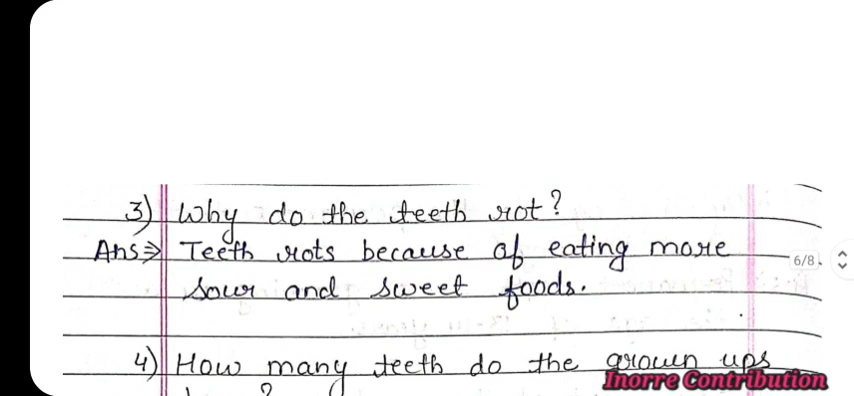 3) Why do the teeth rot?
Ans⇒ Teeth rots because of eating more
sour and sweet foods.
6/8
4) How many teeth do the grown ups
Inorre Contribution